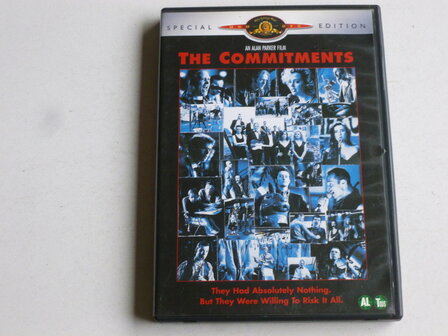 SPECIAL EDITION
AN ALAN PARKER FILM
THE COMMITMENTS
They Had Absolutely Nothing.
But They Were Willing To Risk It All.
AL